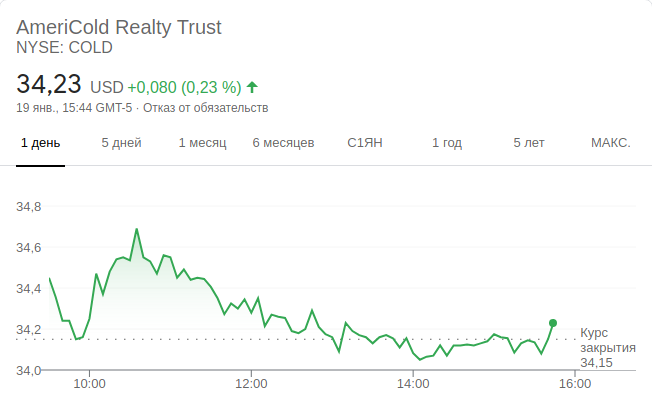 AmeriCold Realty Trust
NYSE: COLD
34,23 USD +0,080 (0,23 %)
19 янв., 15:44 GMT-5 · Отказ от обязательств
1 день 5 дней 1 месяц 6 месяцев С1ЯН 1 год 5 лет МАКС.
34,8
34,6
34,4
34,2
Курс
закрытия
34,15
34,0
10:00 12:00 14:00 16:00